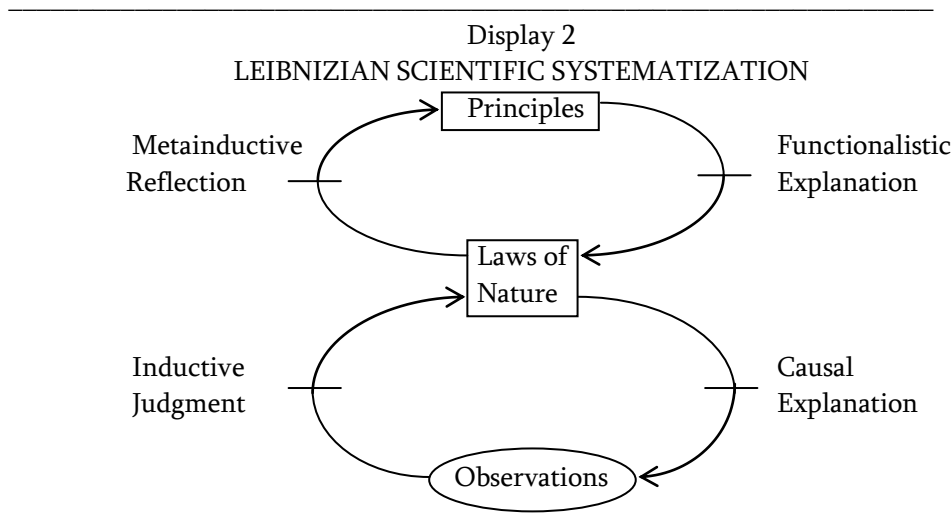 Display 2
LEIBNIZIAN SCIENTIFIC SYSTEMATIZATION
Principles
Metainductive
Reflection
Functionalistic
Explanation
Laws of
Nature
Inductive
Judgment
Causal
Explanation
Observations